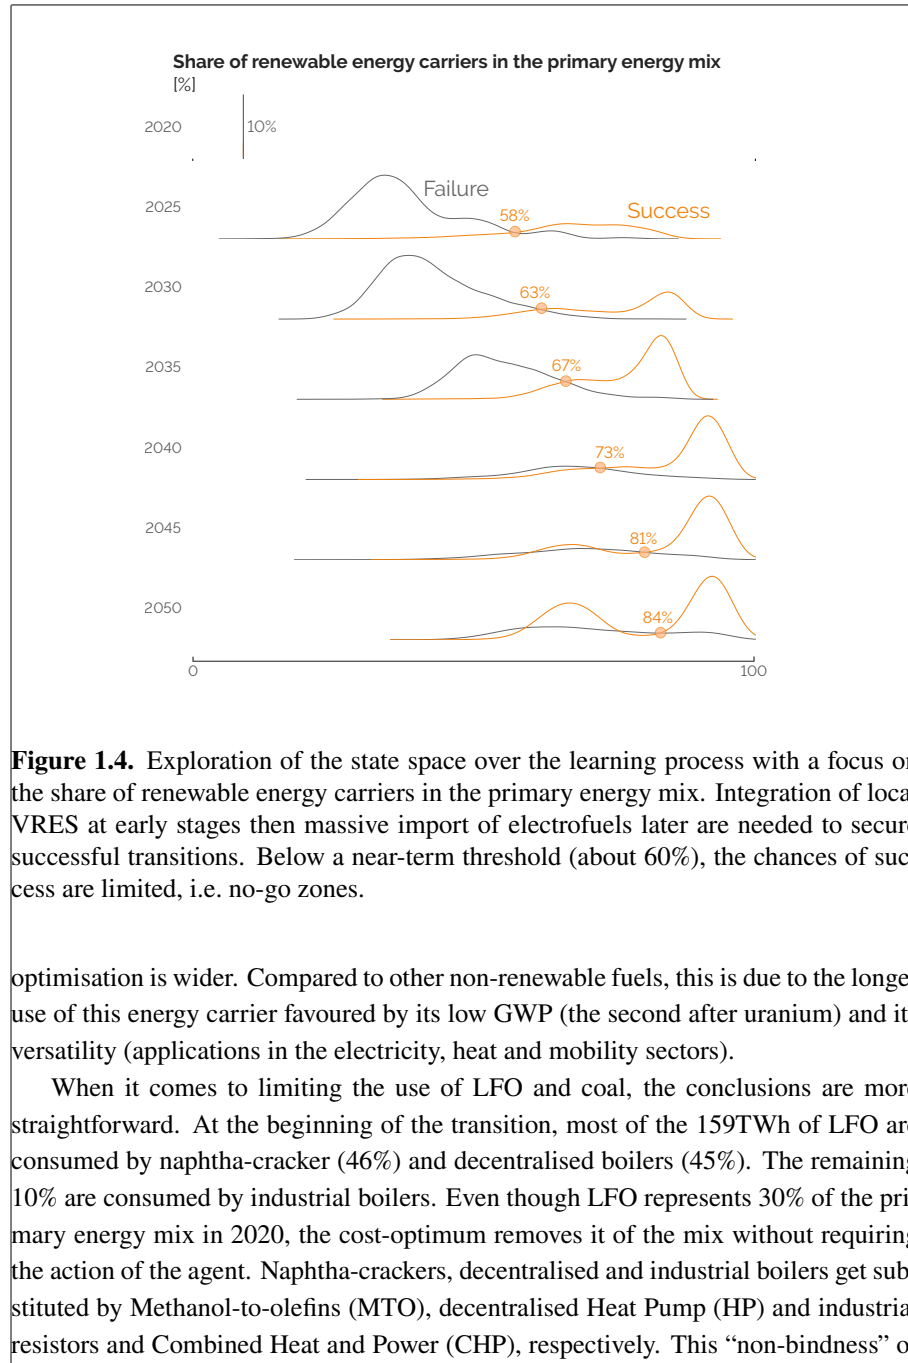 Share of renewable energy carriers in the primary energy mix
[%]
2020
10%
2025
Failure
58%
Success
2030
63%
2035
67%
2040
73%
2045
81%
2050
84%
0
100
Figure 1.4. Exploration of the state space over the learning process with a focus on
the share of renewable energy carriers in the primary energy mix. Integration of loca
VRES at early stages then massive import of electrofuels later are needed to secure
successful transitions. Below a near-term threshold (about 60%), the chances of suc
cess are limited, i.e. no-go zones.
optimisation is wider. Compared to other non-renewable fuels, this is due to the longe
use of this energy carrier favoured by its low GWP (the second after uranium) and it
versatility (applications in the electricity, heat and mobility sectors).
When it comes to limiting the use of LFO and coal, the conclusions are more
straightforward. At the beginning of the transition, most of the 159TWh of LFO are
consumed by naphtha-cracker (46%) and decentralised boilers (45%). The remaining
10% are consumed by industrial boilers. Even though LFO represents 30% of the pri
mary energy mix in 2020, the cost-optimum removes it of the mix without requiring
the action of the agent. Naphtha-crackers, decentralised and industrial boilers get sub
stituted by Methanol-to-olefins (MTO), decentralised Heat Pump (HP) and industria
resistors and Combined Heat and Power (CHP), respectively. This “non-bindness” o